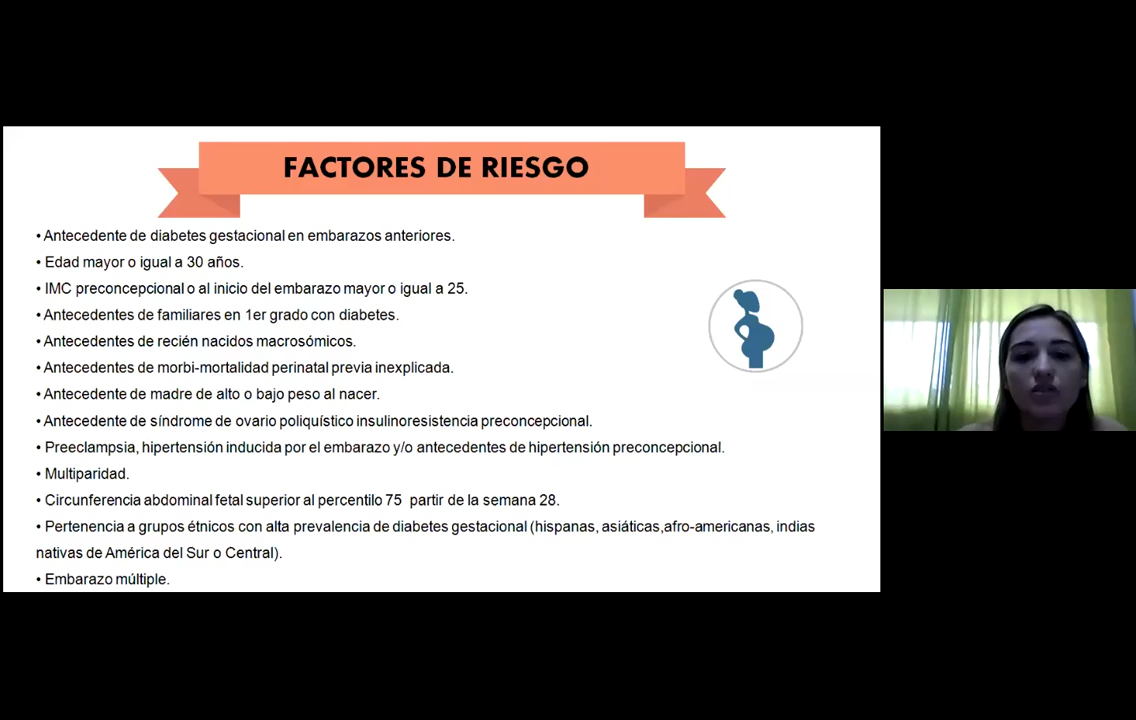 FACTORES DE RIESGO
• Antecedente de diabetes gestacional en embarazos anteriores.
• Edad mayor o igual a 30 años.
• IMC preconcepcional o al inicio del embarazo mayor o igual a 25.
• Antecedentes de familiares en 1er grado con diabetes.
• Antecedentes de recién nacidos macrosómicos.
• Antecedentes de morbi-mortalidad perinatal previa inexplicada.
• Antecedente de madre de alto o bajo peso al nacer.
• Antecedente de síndrome de ovario poliquístico insulinoresistencia preconcepcional.
• Preeclampsia, hipertensión inducida por el embarazo y/o antecedentes de hipertensión preconcepcional.
• Multiparidad.
• Circunferencia abdominal fetal superior al percentilo 75 partir de la semana 28.
• Pertenencia a grupos étnicos con alta prevalencia de diabetes gestacional (hispanas, asiáticas,afro-americanas, indias
nativas de América del Sur o Central).
• Embarazo múltiple.